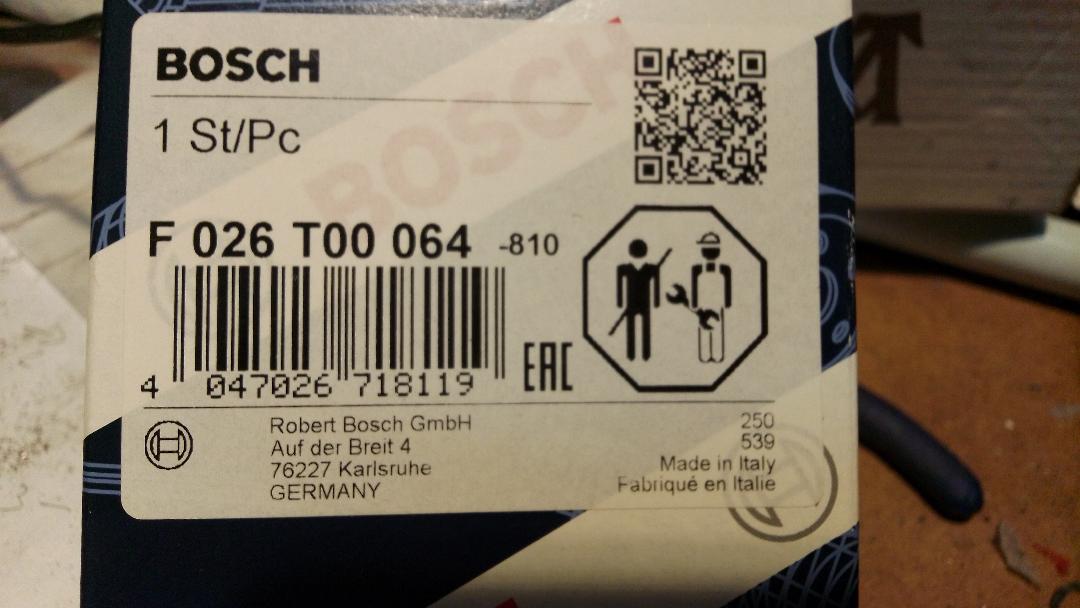 BOSCH
BOSCH
1 St/Pc
F 026 T00 064 -810
4 047026 718119
EAC
Robert Bosch GmbH
Auf der Breit 4
76227 Karlsruhe
GERMANY
250
539
Made in Italy
Fabriqué en Italie